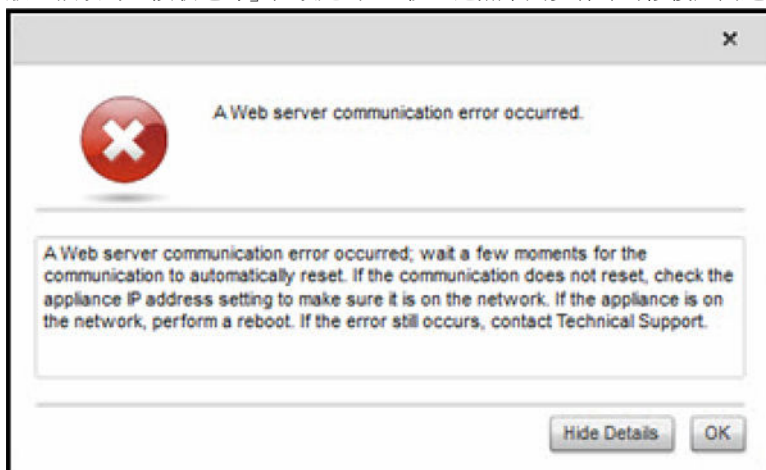 A Web server communication error occurred.
A Web server communication error occurred; wait a few moments for the
communication to automatically reset. If the communication does not reset, check the
appliance IP address setting to make sure it is on the network. If the appliance is on
the network, perform a reboot. If the error still occurs, contact Technical Support.
Hide Details
OK